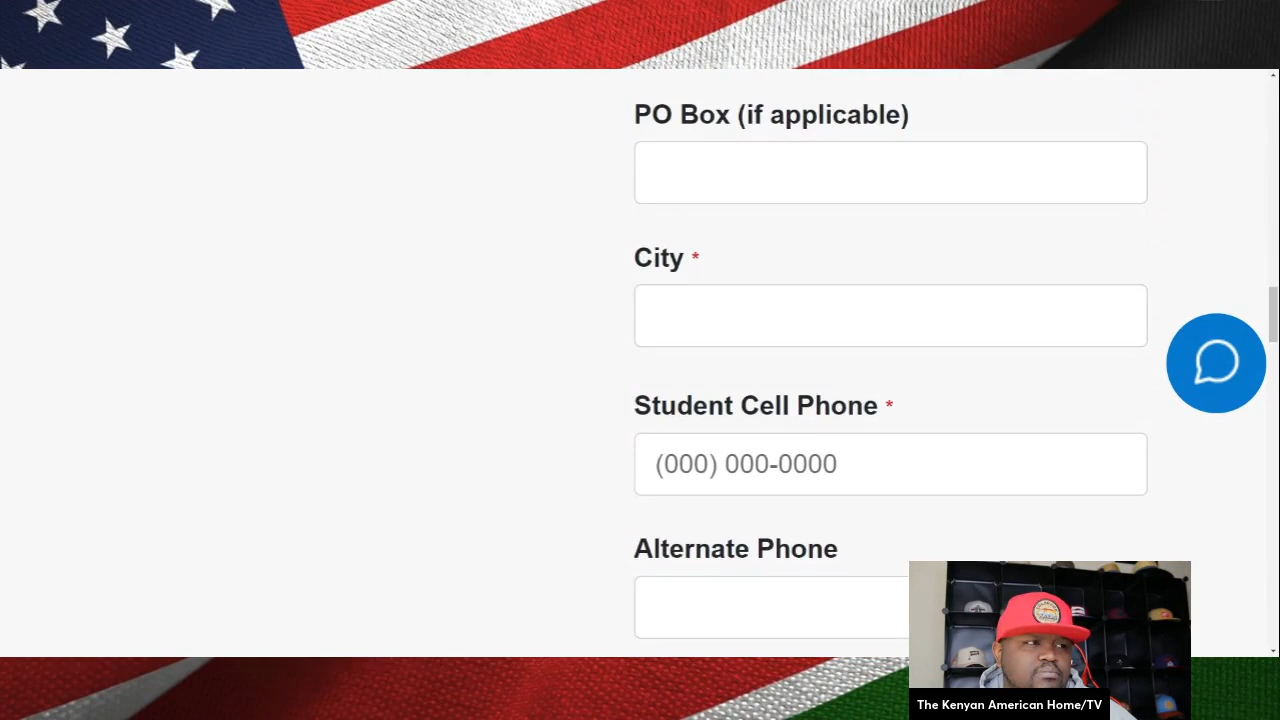 PO Box (if applicable)
City *
Student Cell Phone *
(000) 000-0000
Alternate Phone
The Kenyan American Home/TV